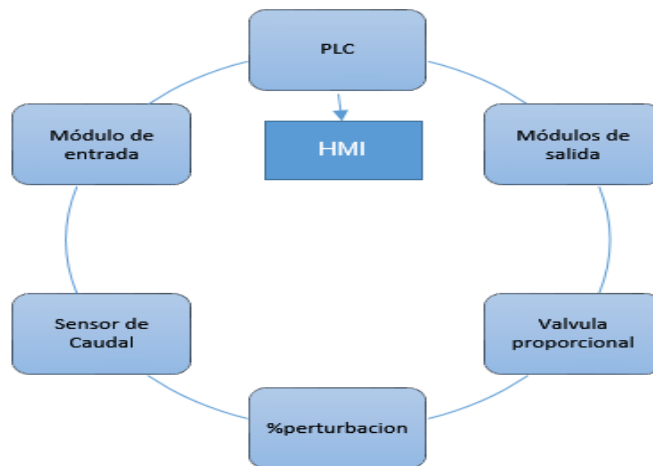 PLC
Módulo de
entrada
HMI
Módulos de
salida
Sensor de
Caudal
Valvula
proporcional
%perturbacion